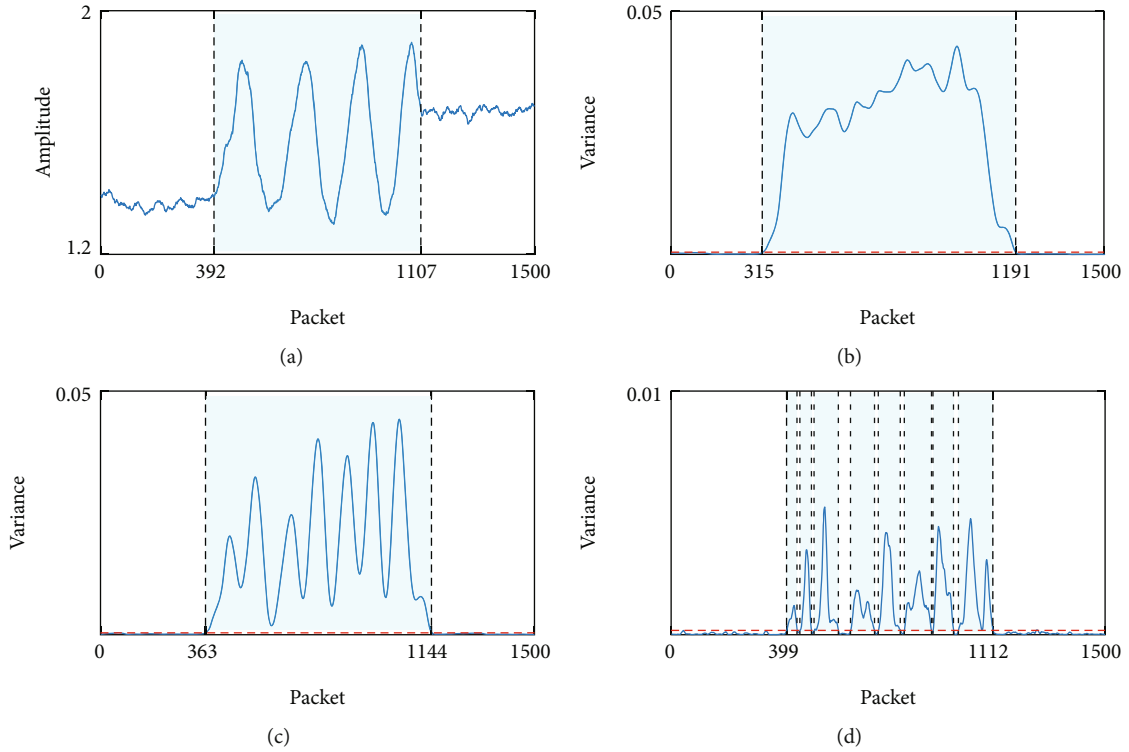 2
Amplitude
1.2
0 392 1107 1500
Packet
(a)
0.05
Variance
0 315 1191 1500
Packet
(b)
0.05
Variance
0 363 1144 1500
Packet
(c)
0.01
Variance
0 399 1112 1500
Packet
(d)